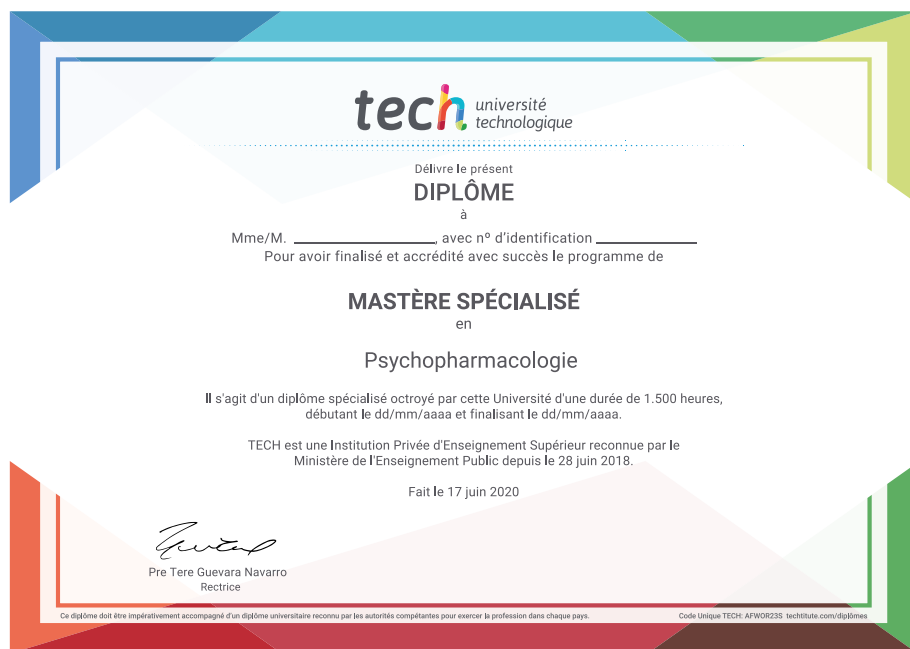 tech université
technologique
Délivre le présent
DIPLÔME
à
Mme/M. ____________________, avec nº d'identification ______________
Pour avoir finalisé et accrédité avec succès le programme de
MASTÈRE SPÉCIALISÉ
en
Psychopharmacologie
Il s'agit d'un diplôme spécialisé octroyé par cette Université d'une durée de 1.500 heures,
débutant le dd/mm/aaaa et finalisant le dd/mm/aaaa.
TECH est une Institution Privée d'Enseignement Supérieur reconnue par le
Ministère de l'Enseignement Public depuis le 28 juin 2018.
Fait le 17 juin 2020
Pre Tere Guevara Navarro
Rectrice
Ce diplôme doit être impérativement accompagné d'un diplôme universitaire reconnu par les autorités compétantes pour exercer la profession dans chaque pays.
Code Unique TECH: AFWOR23S techtitute.com/diplômes